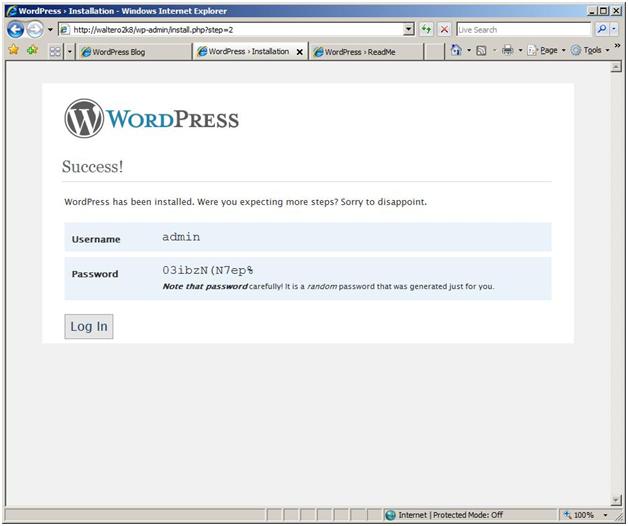 WordPress › Installation - Windows Internet Explorer
http://waltero2k8/wp-admin/install.php?step=2
Live Search
WordPress Blog
WordPress › Installation
WordPress › ReadMe
Page
Tools
WORDPRESS
Success!
WordPress has been installed. Were you expecting more steps? Sorry to disappoint.
Username
admin
Password
03ibzN(N7ep%
Note that password carefully! It is a random password that was generated just for you.
Log In
Internet | Protected Mode: Off
100%